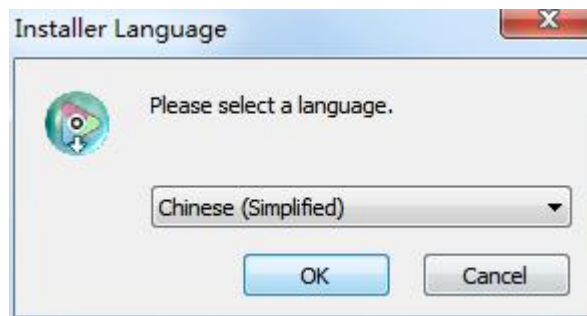 Installer Language
Please select a language.
Chinese (Simplified)
OK
Cancel